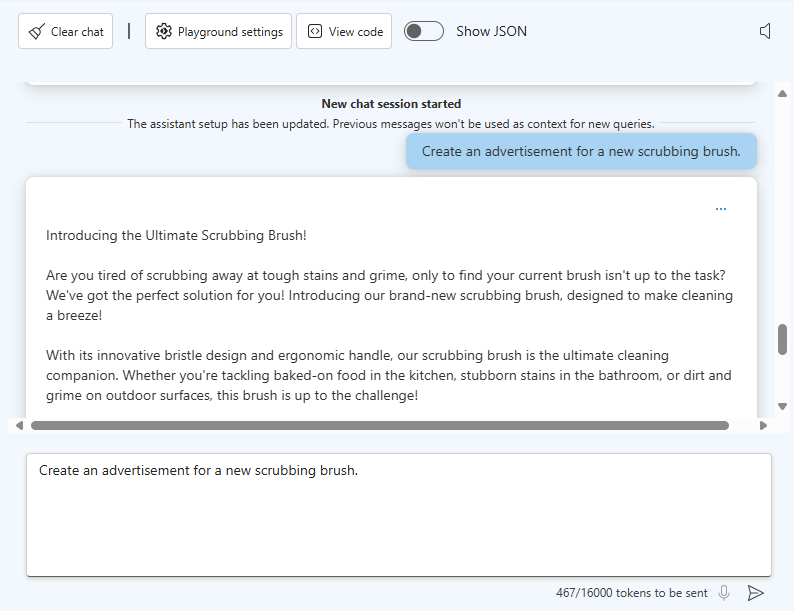 Clear chat | Playground settings View code Show JSON
New chat session started
The assistant setup has been updated. Previous messages won't be used as context for new queries.
Create an advertisement for a new scrubbing brush.
...
Introducing the Ultimate Scrubbing Brush!
Are you tired of scrubbing away at tough stains and grime, only to find your current brush isn't up to the task?
We've got the perfect solution for you! Introducing our brand-new scrubbing brush, designed to make cleaning
a breeze!
With its innovative bristle design and ergonomic handle, our scrubbing brush is the ultimate cleaning
companion. Whether you're tackling baked-on food in the kitchen, stubborn stains in the bathroom, or dirt and
grime on outdoor surfaces, this brush is up to the challenge!
Create an advertisement for a new scrubbing brush.
467/16000 tokens to be sent